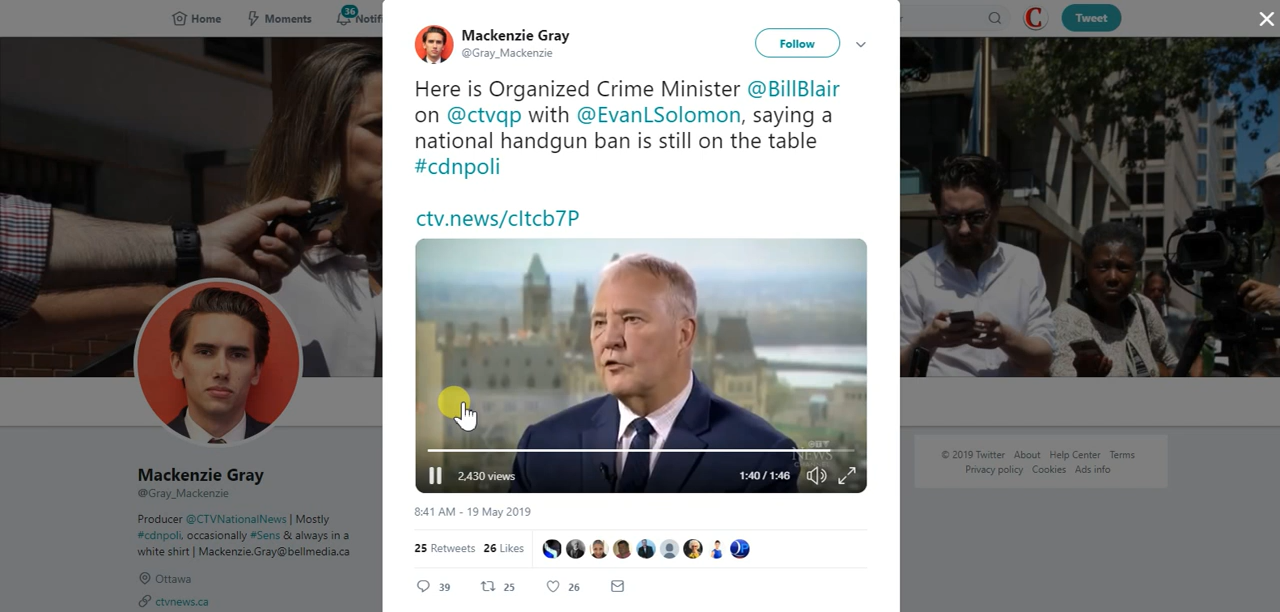 Home
Moments
36
Notif
Tweet
Mackenzie Gray
@Gray_Mackenzie
Follow
Here is Organized Crime Minister @BillBlair
on @ctvqp with @EvanLSolomon, saying a
national handgun ban is still on the table
#cdnpoli
ctv.news/cItcb7P
NEWS
2,430 views
1:40 / 1:46
8:41 AM - 19 May 2019
25 Retweets 26 Likes
39 25 26
Mackenzie Gray
@Gray_Mackenzie
Producer @CTVNationalNews | Mostly
#cdnpoli, occasionally #Sens & always in a
white shirt | Mackenzie.Gray@bellmedia.ca
Ottawa
ctvnews.ca
© 2019 Twitter About Help Center Terms
Privacy policy Cookies Ads info